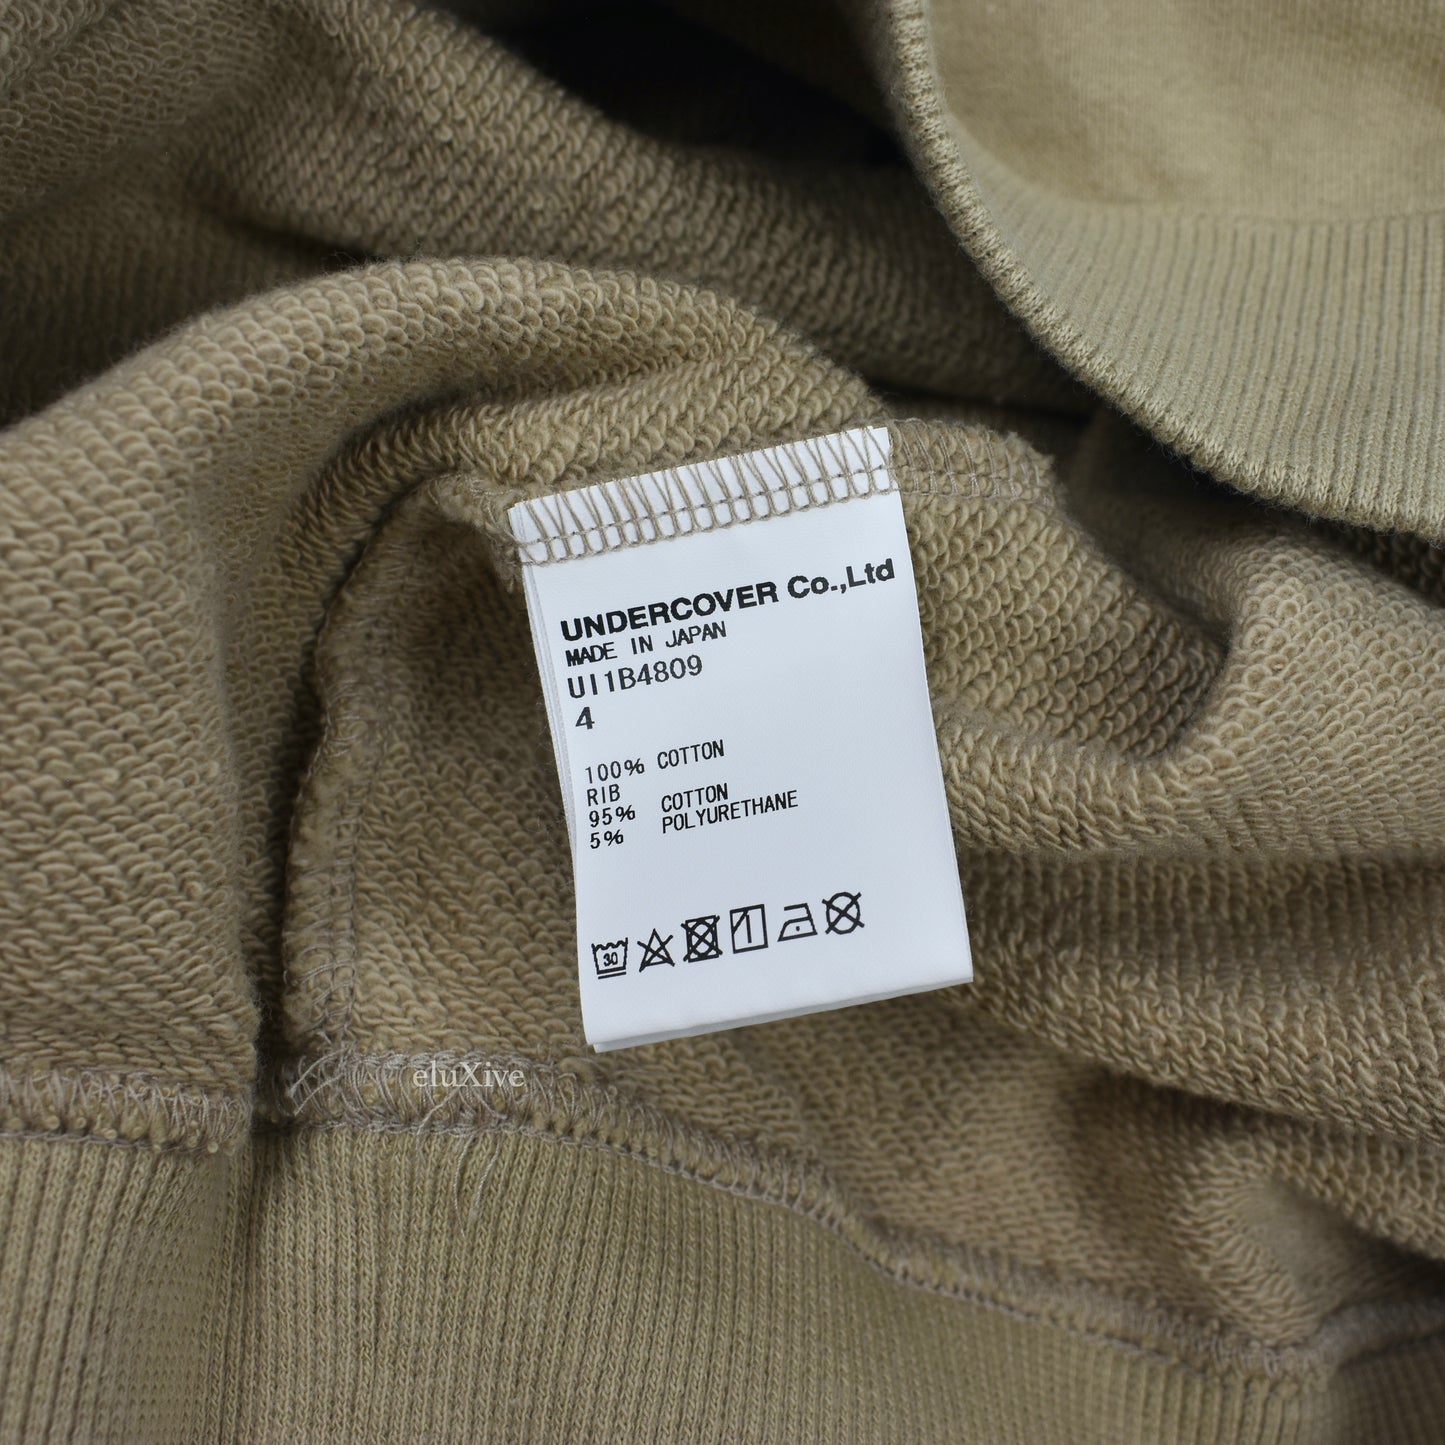 UNDERCOVER Co.,Ltd
MADE IN JAPAN
UI1B4809
4
100% COTTON
RIB
95% COTTON
5% POLYURETHANE
30
eluXive